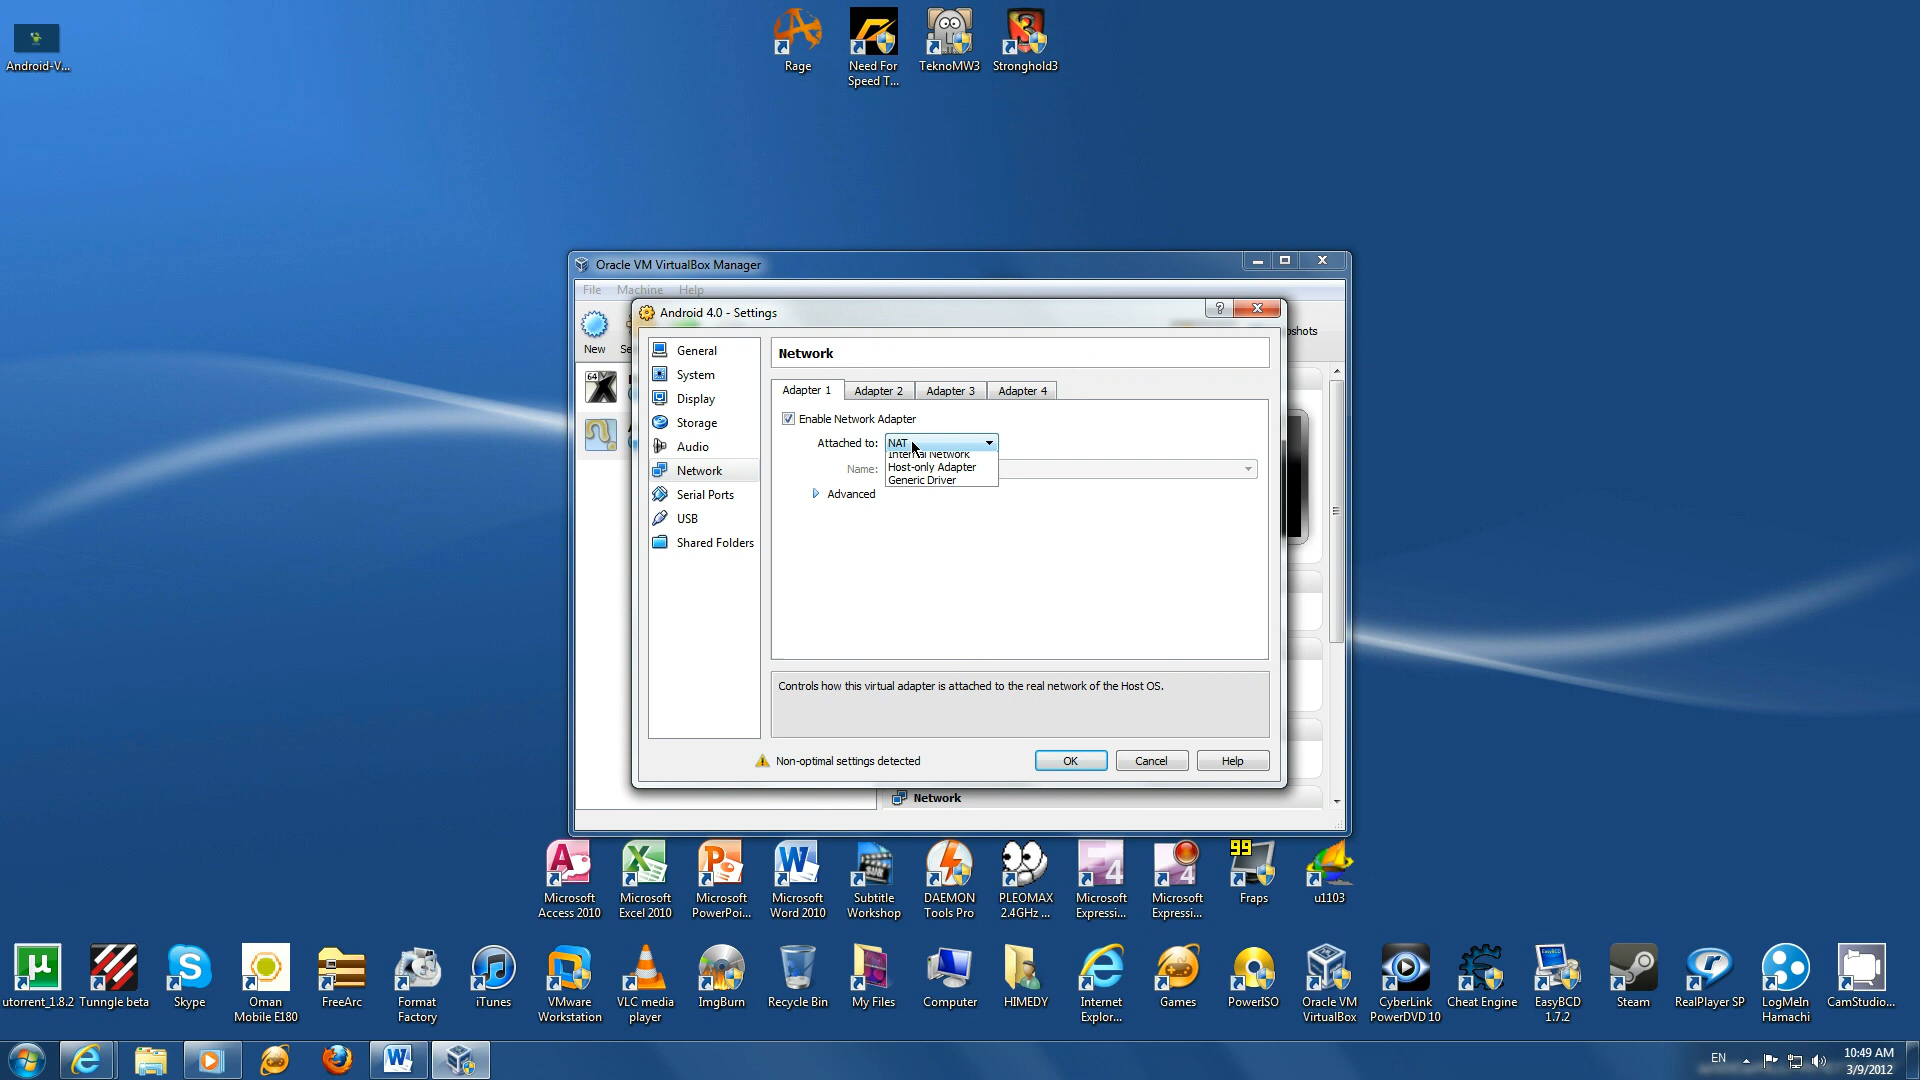 Android-V...
Rage
Need For
Speed T...
TeknoMW3
Stronghold3
Oracle VM VirtualBox Manager
File Machine Help
New
Se
shots
64
Android 4.0 - Settings
General
System
Display
Storage
Audio
Network
Serial Ports
USB
Shared Folders
Network
Adapter 1
Adapter 2
Adapter 3
Adapter 4
Enable Network Adapter
Attached to:
NAT
Internal Network
Host-only Adapter
Generic Driver
Name:
Advanced
Controls how this virtual adapter is attached to the real network of the Host OS.
Non-optimal settings detected
OK
Cancel
Help
Network
Microsoft
Access 2010
Microsoft
Excel 2010
Microsoft
PowerPoi...
Microsoft
Word 2010
Subtitle
Workshop
DAEMON
Tools Pro
PLEOMAX
2.4GHz ...
Microsoft
Expressi...
Microsoft
Expressi...
99
Fraps
u1103
utorrent_1.8.2
Tunngle beta
Skype
Oman
Mobile E180
FreeArc
Format
Factory
iTunes
VMware
Workstation
VLC media
player
ImgBurn
Recycle Bin
My Files
Computer
HIMEDY
Internet
Explor...
Games
PowerISO
Oracle VM
VirtualBox
CyberLink
PowerDVD 10
Cheat Engine
EasyBCD
1.7.2
Steam
RealPlayer SP
LogMeIn
Hamachi
CamStudio...
EN
10:49 AM
3/9/2012